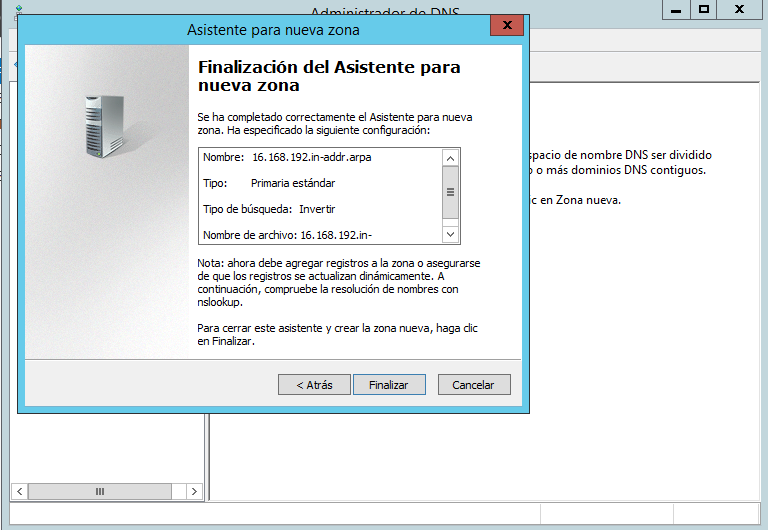 Administrador de DNS
Asistente para nueva zona
Finalización del Asistente para
nueva zona
Se ha completado correctamente el Asistente para nueva
zona. Ha especificado la siguiente configuración:
Nombre: 16.168.192.in-addr.arpa
Tipo: Primaria estándar
Tipo de búsqueda: Invertir
Nombre de archivo: 16.168.192.in-
Nota: ahora debe agregar registros a la zona o asegurarse
de que los registros se actualizan dinámicamente. A
continuación, compruebe la resolución de nombres con
nslookup.
Para cerrar este asistente y crear la zona nueva, haga clic
en Finalizar.
< Atrás Finalizar Cancelar
spacio de nombre DNS ser dividido
o o más dominios DNS contiguos.
ic en Zona nueva.